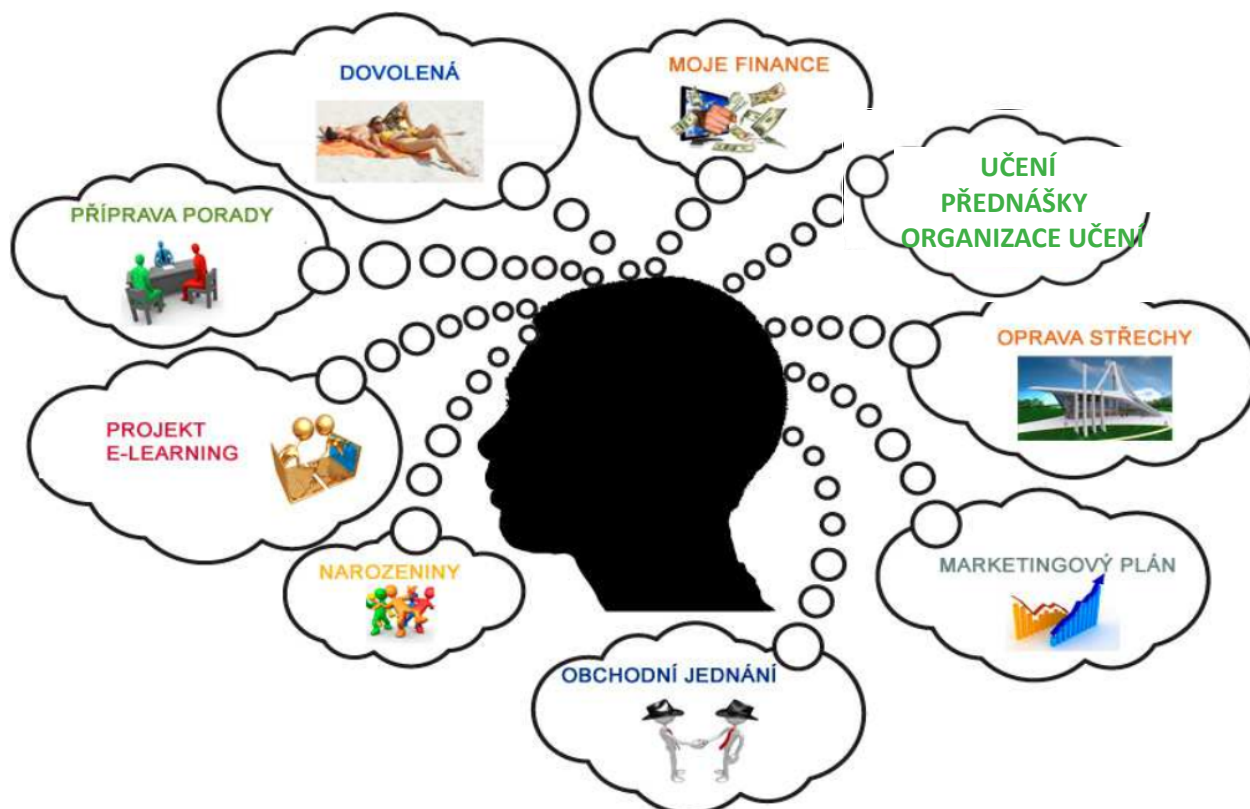 DOVOLENÁ
MOJE FINANCE
UČENÍ
PŘEDNÁŠKY
ORGANIZACE UČENÍ
PŘÍPRAVA PORADY
OPRAVA STŘECHY
PROJEKT
E-LEARNING
NAROZENINY
MARKETINGOVÝ PLÁN
OBCHODNÍ JEDNÁNÍ